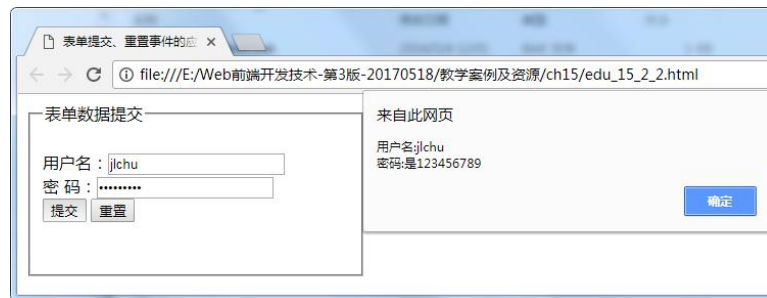 表单提交、重置事件的应
file:///E:/Web前端开发技术-第3版-20170518/教学案例及资源/ch15/edu_15_2_2.html
表单数据提交
用户名：jlchu
密 码：•••••••••
提交 重置
来自此网页
用户名:jlchu
密码:是123456789
确定